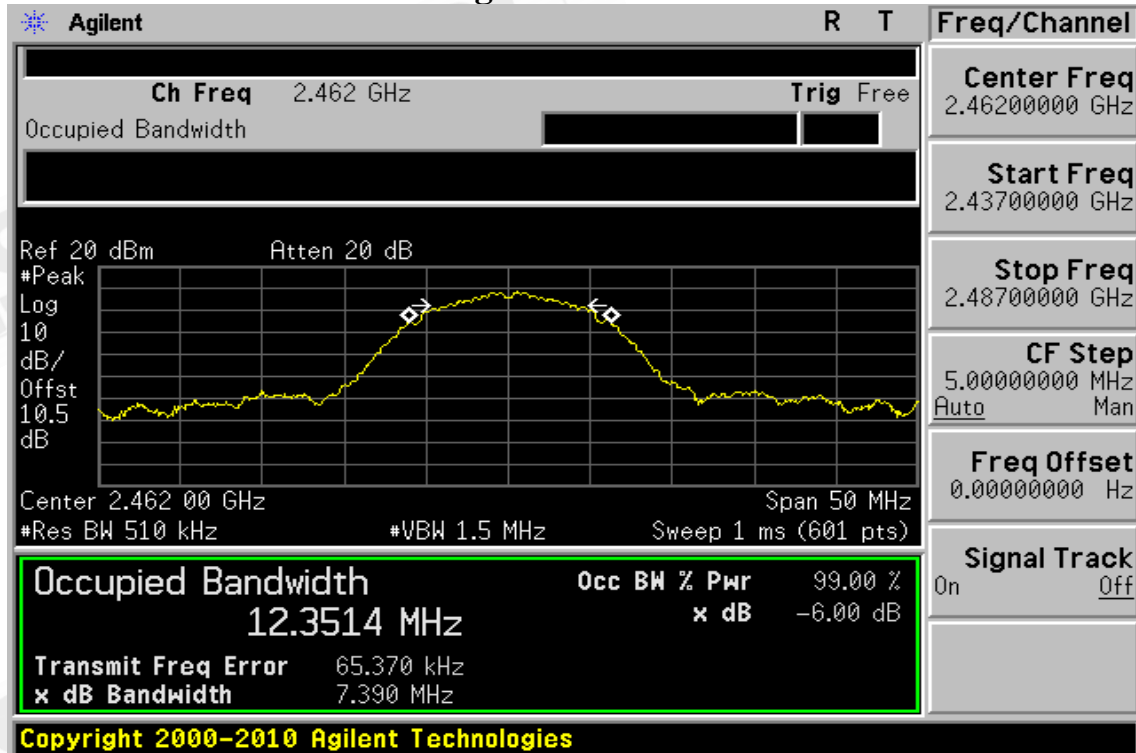 Agilent R T Freq/Channel
Ch Freq 2.462 GHz Trig Free
Occupied Bandwidth
Center Freq
2.46200000 GHz
Start Freq
2.43700000 GHz
Stop Freq
2.48700000 GHz
CF Step
5.00000000 MHz
Auto Man
Freq Offset
0.00000000 Hz
Signal Track
On Off
Ref 20 dBm Atten 20 dB
#Peak
Log
10
dB/
Offst
10.5
dB
Center 2.462 00 GHz Span 50 MHz
#Res BW 510 kHz #VBW 1.5 MHz Sweep 1 ms (601 pts)
Occupied Bandwidth Occ BW % Pwr 99.00 %
12.3514 MHz x dB -6.00 dB
Transmit Freq Error 65.370 kHz
x dB Bandwidth 7.390 MHz
Copyright 2000-2010 Agilent Technologies